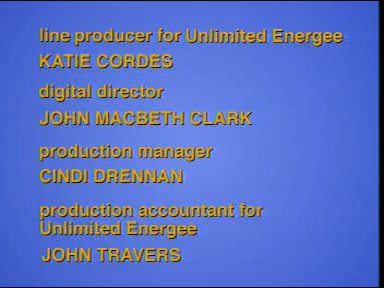 line producer for Unlimited Energee
KATIE CORDES
digital director
JOHN MACBETH CLARK
production manager
CINDI DRENNAN
production accountant for
Unlimited Energee
JOHN TRAVERS